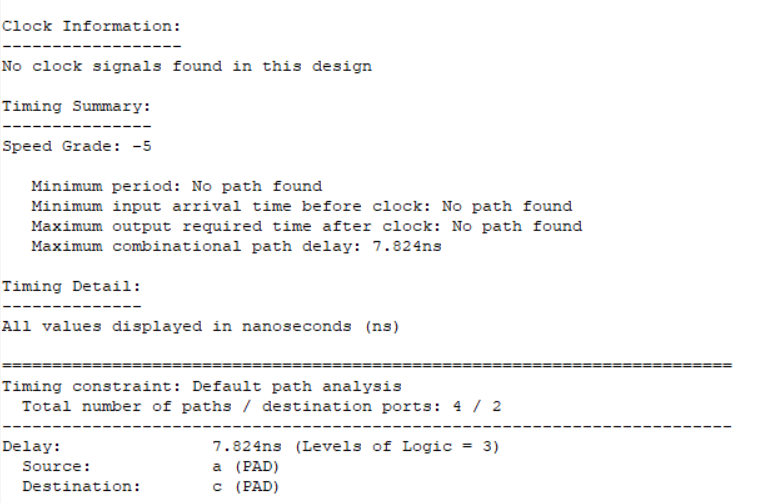 Clock Information:
------------------
No clock signals found in this design
Timing Summary:
---------------
Speed Grade: -5
Minimum period: No path found
Minimum input arrival time before clock: No path found
Maximum output required time after clock: No path found
Maximum combinational path delay: 7.824ns
Timing Detail:
--------------
All values displayed in nanoseconds (ns)
=========================================================================
Timing constraint: Default path analysis
Total number of paths / destination ports: 4 / 2
-------------------------------------------------------------------------
Delay: 7.824ns (Levels of Logic = 3)
Source: a (PAD)
Destination: c (PAD)